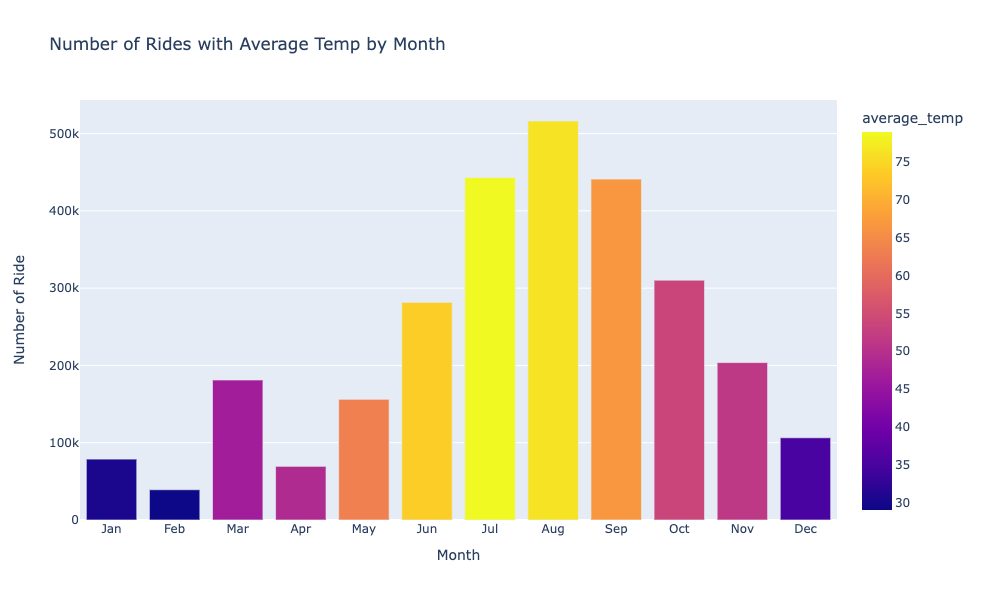 Number of Rides with Average Temp by Month
average_temp
500k
400k
300k
200k
100k
0
Number of Ride
75
70
65
60
55
50
45
40
35
30
Jan Feb Mar Apr May Jun Jul Aug Sep Oct Nov Dec
Month